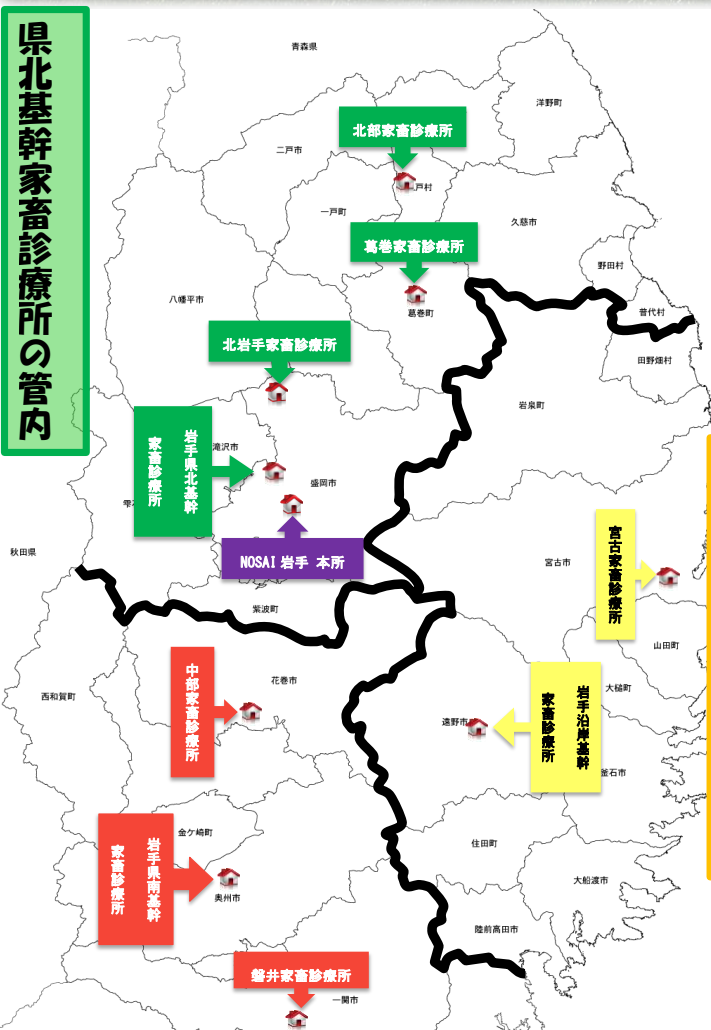 県北基幹家畜診療所の管内
青森県
洋野町
北部家畜診療所
二戸市
戸村
一戸町
久慈市
葛巻家畜診療所
野田村
八幡平市
葛巻町
普代村
北岩手家畜診療所
田野畑村
岩泉町
岩手県北基幹
家畜診療所
滝沢市
盛岡市
秋田県
NOSAI 岩手 本所
宮古市
宮古家畜診療所
紫波町
山田町
中部家畜診療所
花巻市
西和賀町
大槌町
岩手沿岸基幹
家畜診療所
遠野市
釜石市
金ケ崎町
岩手県南基幹
家畜診療所
住田町
大船渡市
奥州市
陸前高田市
磐井家畜診療所
一関市